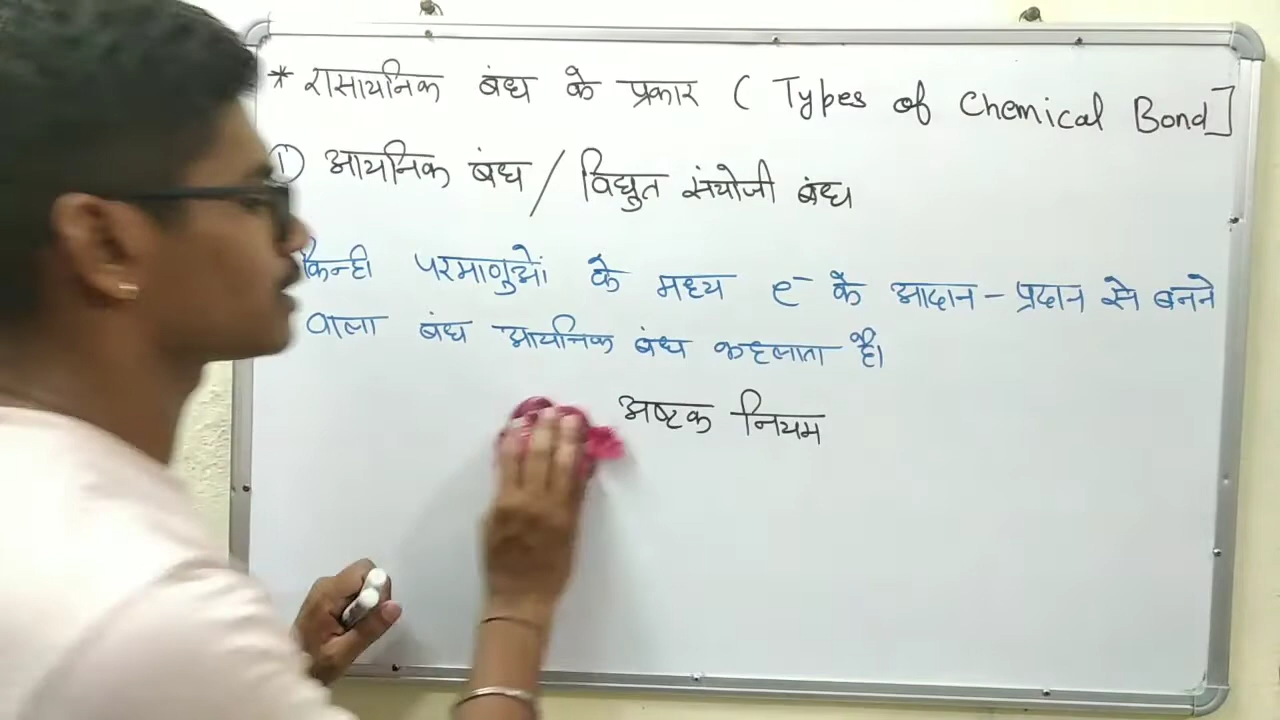 * रासायनिक बंध के प्रकार ( Types of Chemical Bond ]
① आयनिक बंध / विद्युत संयोजी बंध
किन्ही परमाणुओं के मध्य e⁻ के आदान - प्रदान से बनने
वाला बंध आयनिक बंध कहलाता है।
अष्टक नियम